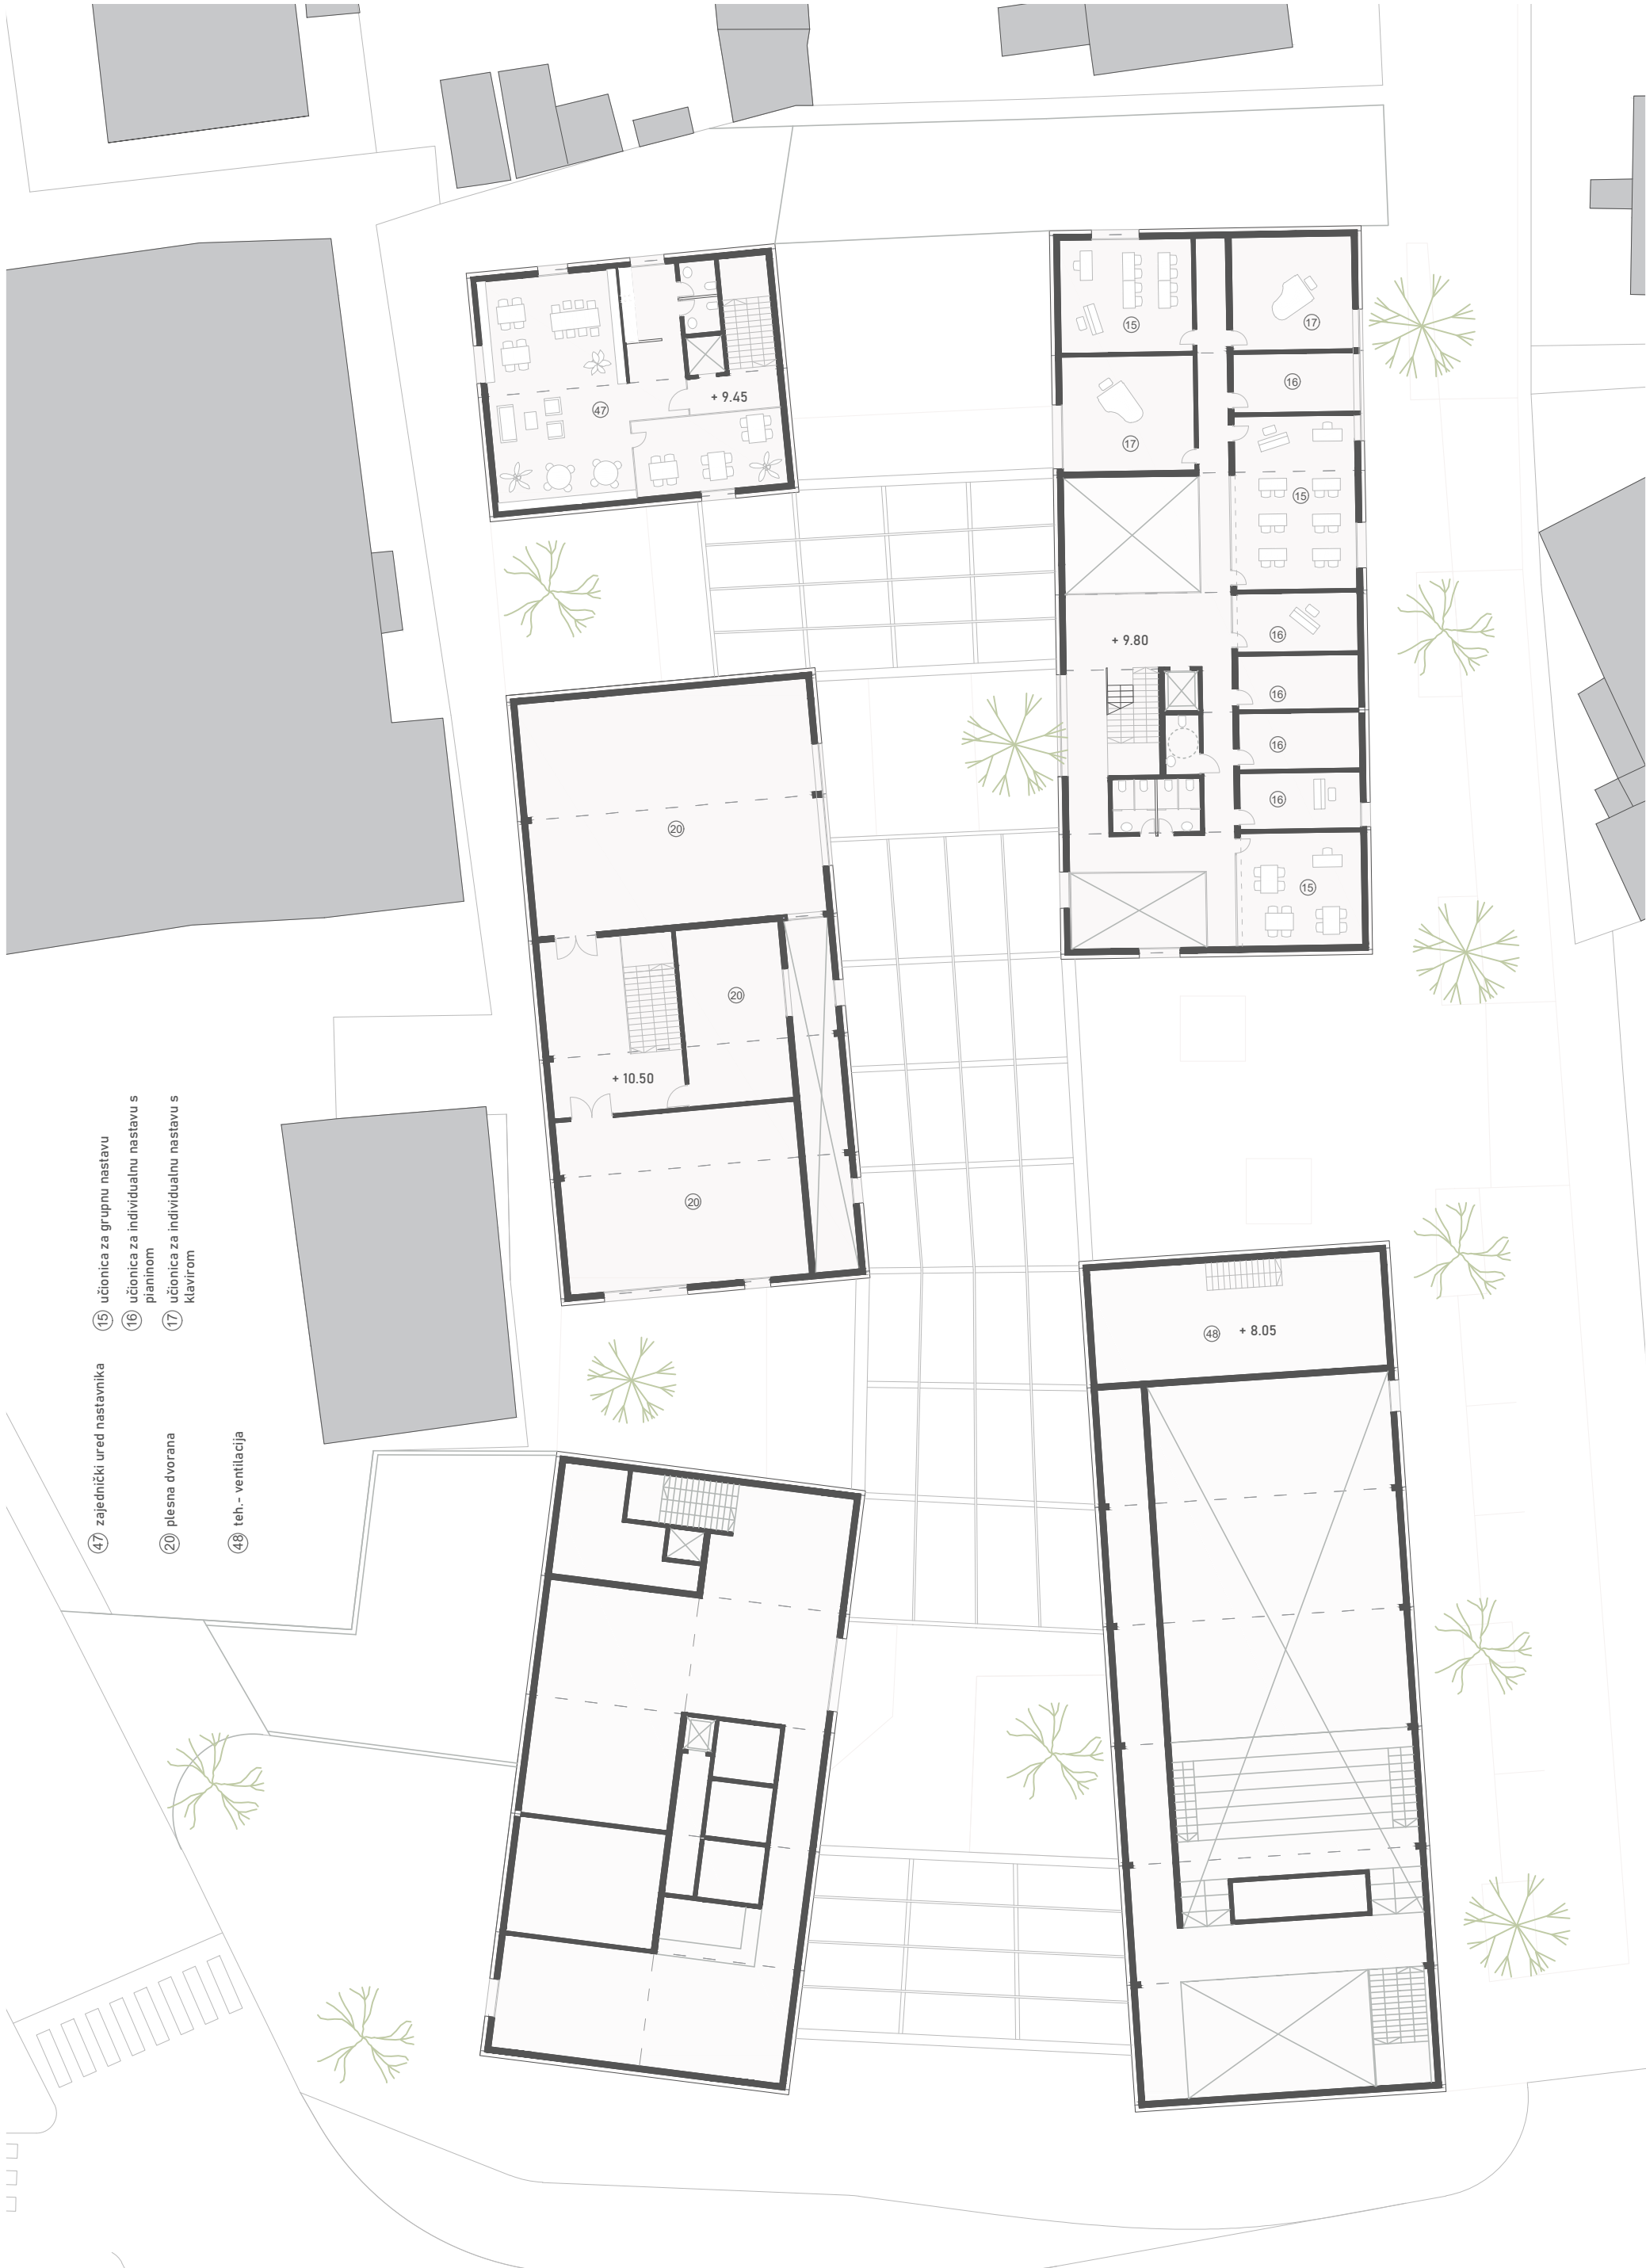 15
17
47
+ 9.45
16
17
15
16
+ 9.80
16
16
16
20
15
20
+ 10.50
20
48 + 8.05
15 učionica za grupnu nastavu
16 učionica za individualnu nastavu s
pianinom
17 učionica za individualnu nastavu s
klavirom
47 zajednički ured nastavnika
20 plesna dvorana
48 teh.- ventilacija